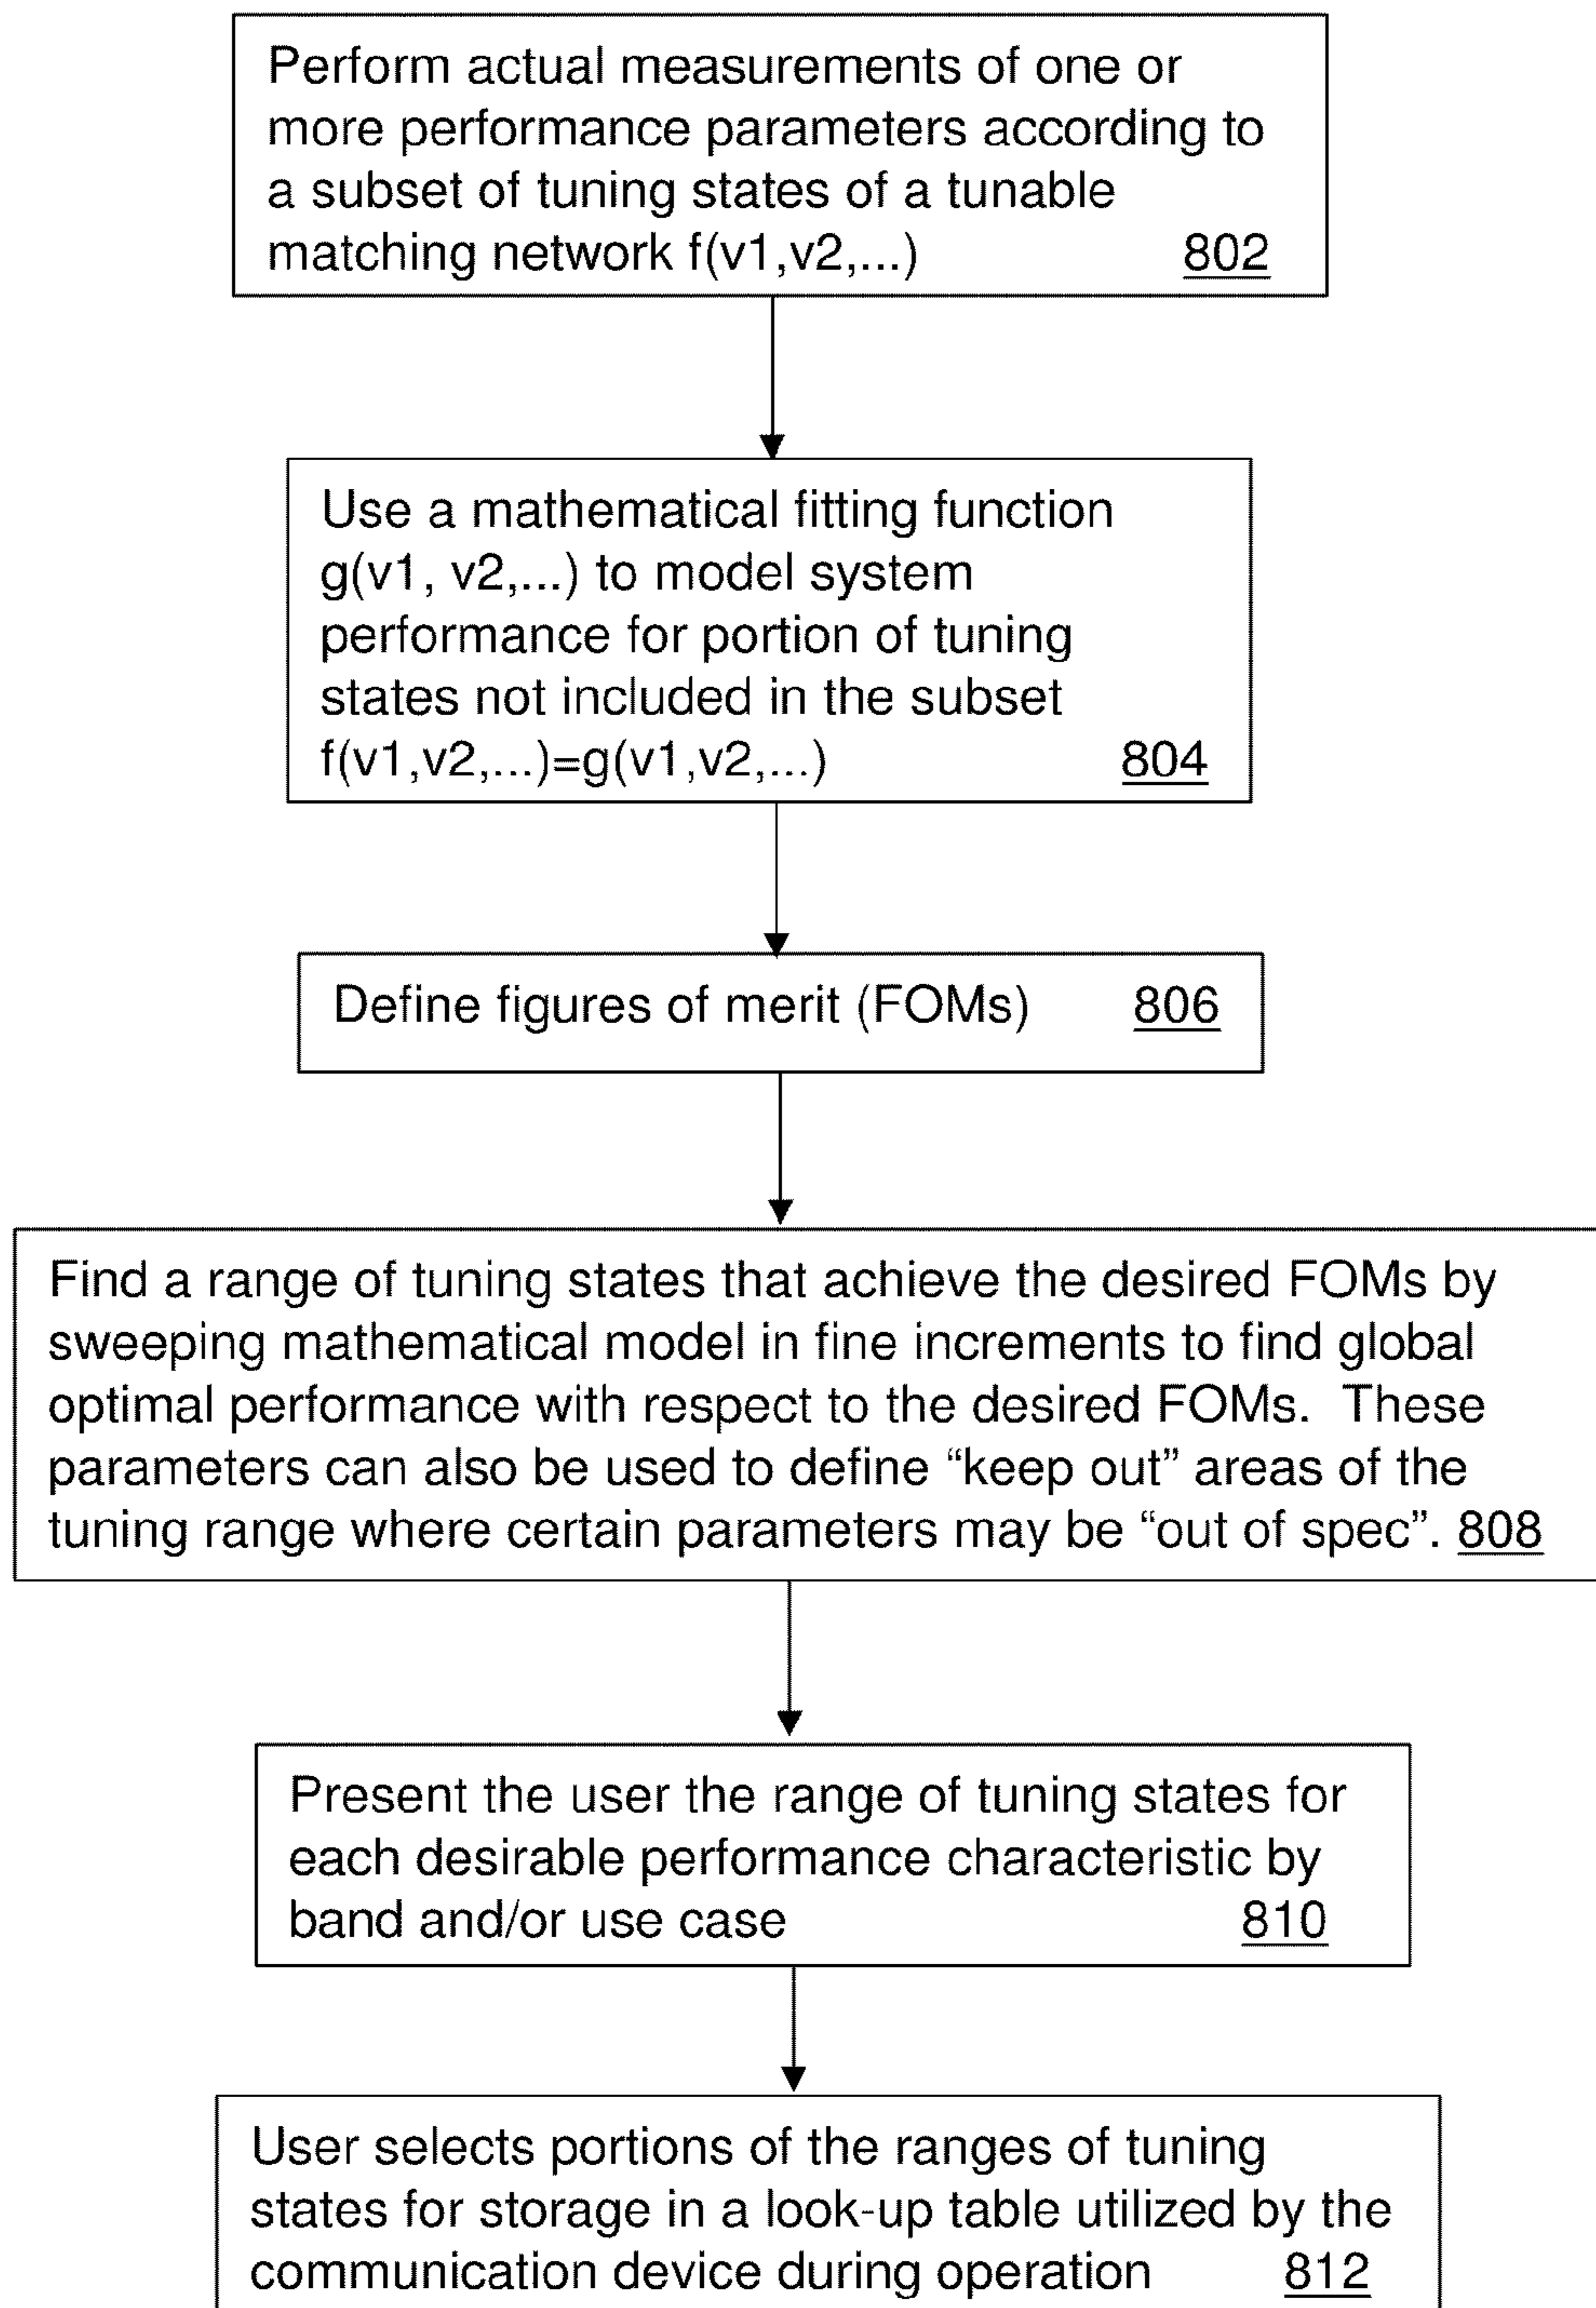 Perform actual measurements of one or
more performance parameters according to
a subset of tuning states of a tunable
matching network f(v1,v2,...) 802
Use a mathematical fitting function
g(v1, v2,...) to model system
performance for portion of tuning
states not included in the subset
f(v1,v2,...)=g(v1,v2,...) 804
Define figures of merit (FOMs) 806
Find a range of tuning states that achieve the desired FOMs by
sweeping mathematical model in fine increments to find global
optimal performance with respect to the desired FOMs.  These
parameters can also be used to define “keep out” areas of the
tuning range where certain parameters may be “out of spec”. 808
Present the user the range of tuning states for
each desirable performance characteristic by
band and/or use case 810
User selects portions of the ranges of tuning
states for storage in a look-up table utilized by the
communication device during operation 812